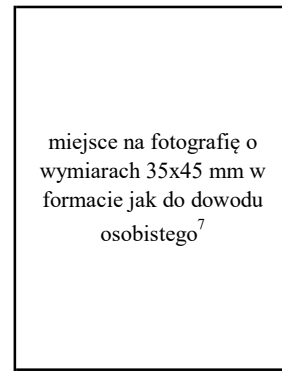 miejsce na fotografię o
wymiarach 35x45 mm w
formacie jak do dowodu
osobistego⁷